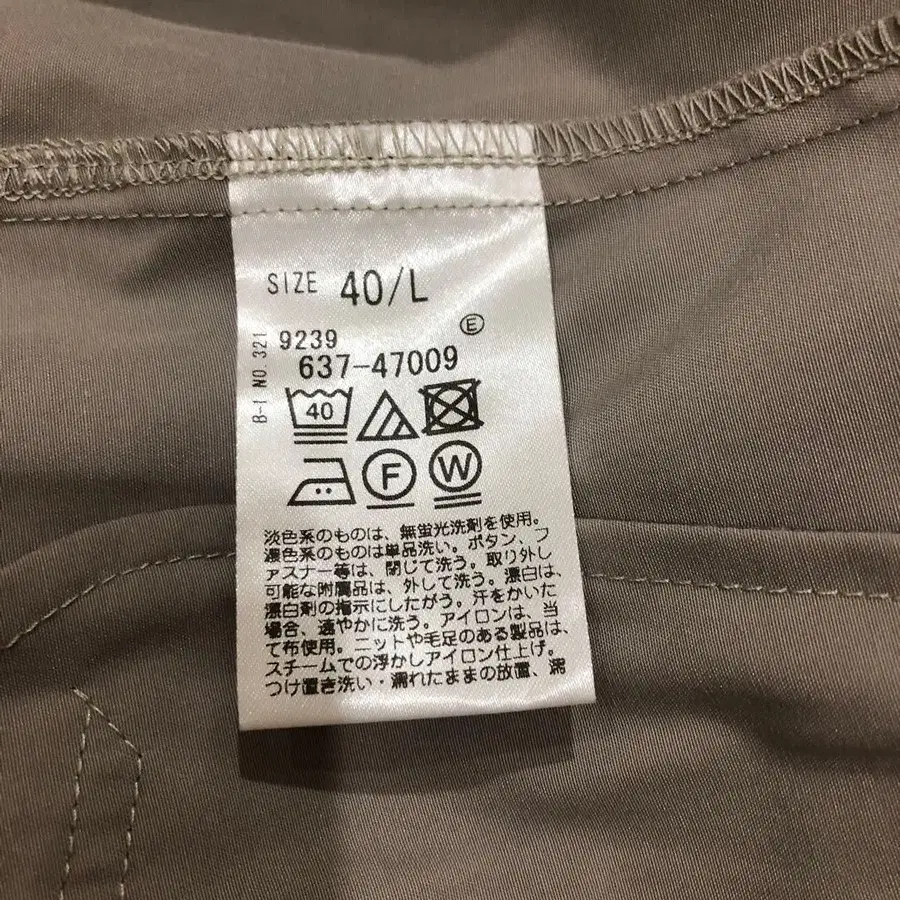 SIZE 40/L
Ⓔ
B-1 NO.321
9239
637-47009
40
F W
淡色系のものは、無蛍光洗剤を使用。
濃色系のものは単品洗い。ボタン、フ
ァスナー等は、閉じて洗う。取り外し
可能な附属品は、外して洗う。漂白は、
漂白剤の指示にしたがう。汗をかいた
場合、速やかに洗う。アイロンは、当
て布使用。ニットや毛足のある製品は、
スチームでの浮かしアイロン仕上げ。
つけ置き洗い・濡れたままの放置、濡